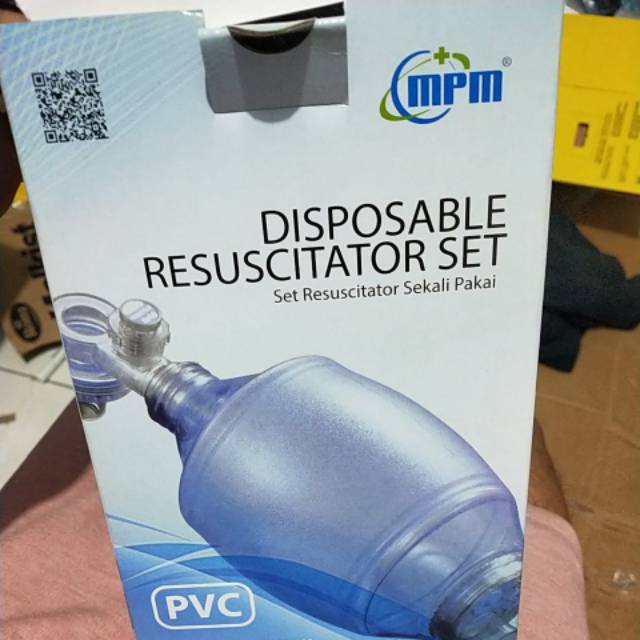 mpm®
DISPOSABLE
RESUSCITATOR SET
Set Resuscitator Sekali Pakai
PVC